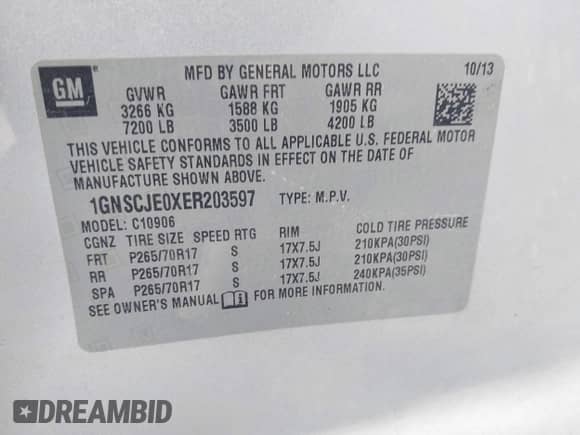 GM
MFD BY GENERAL MOTORS LLC 10/13
GVWR GAWR FRT GAWR RR
3266 KG 1588 KG 1905 KG
7200 LB 3500 LB 4200 LB
THIS VEHICLE CONFORMS TO ALL APPLICABLE U.S. FEDERAL MOTOR
VEHICLE SAFETY STANDARDS IN EFFECT ON THE DATE OF
MANUFACTURE SHOWN ABOVE.
1GNSCJE0XER203597 TYPE: M.P.V.
MODEL: C10906
CGNZ TIRE SIZE SPEED RTG RIM COLD TIRE PRESSURE
FRT P265/70R17 S 17X7.5J 210KPA(30PSI)
RR P265/70R17 S 17X7.5J 210KPA(30PSI)
SPA P265/70R17 S 17X7.5J 240KPA(35PSI)
SEE OWNER'S MANUAL FOR MORE INFORMATION.
DREAMBID